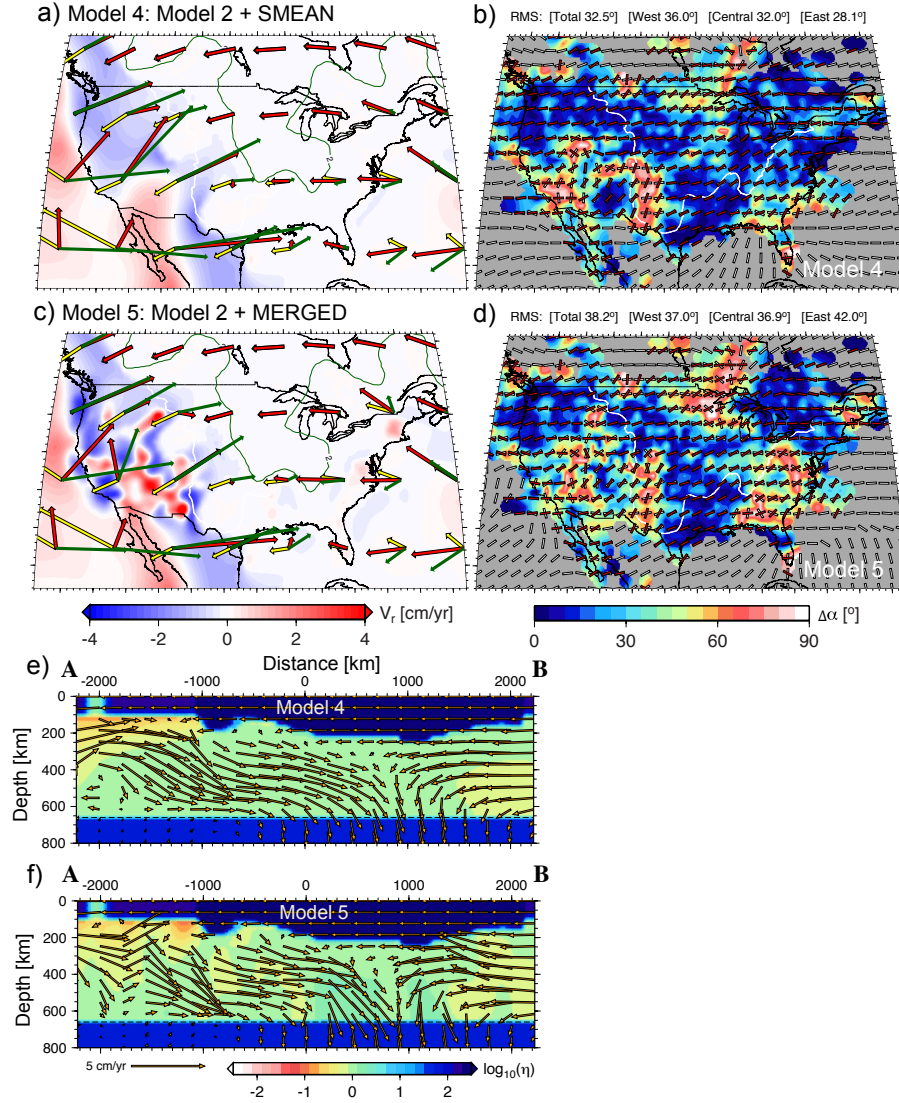 a) Model 4: Model 2 + SMEAN
b) RMS: [Total 32.5°] [West 36.0°] [Central 32.0°] [East 28.1°]
2
Model 4
c) Model 5: Model 2 + MERGED
d) RMS: [Total 38.2°] [West 37.0°] [Central 36.9°] [East 42.0°]
2
Model 5
-4 -2 0 2 4 Vr [cm/yr]
0 30 60 90 Δα [°]
Distance [km]
e) A B
-2000 -1000 0 1000 2000
Model 4
Depth [km]
0
200
400
600
800
f) A B
-2000 -1000 0 1000 2000
Model 5
Depth [km]
0
200
400
600
800
5 cm/yr
-2 -1 0 1 2 log10(η)